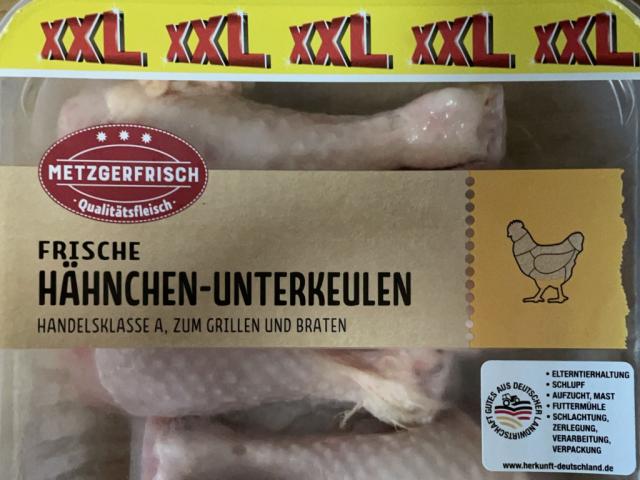 XXL XXL XXL XXL XXL
METZGERFRISCH
· Qualitätsfleisch ·
FRISCHE
HÄHNCHEN-UNTERKEULEN
HANDELSKLASSE A, ZUM GRILLEN UND BRATEN
GUTES AUS DEUTSCHER LANDWIRTSCHAFT
• ELTERNTIERHALTUNG
• SCHLUPF
• AUFZUCHT, MAST
• FUTTERMÜHLE
• SCHLACHTUNG,
ZERLEGUNG,
VERARBEITUNG,
VERPACKUNG
www.herkunft-deutschland.de